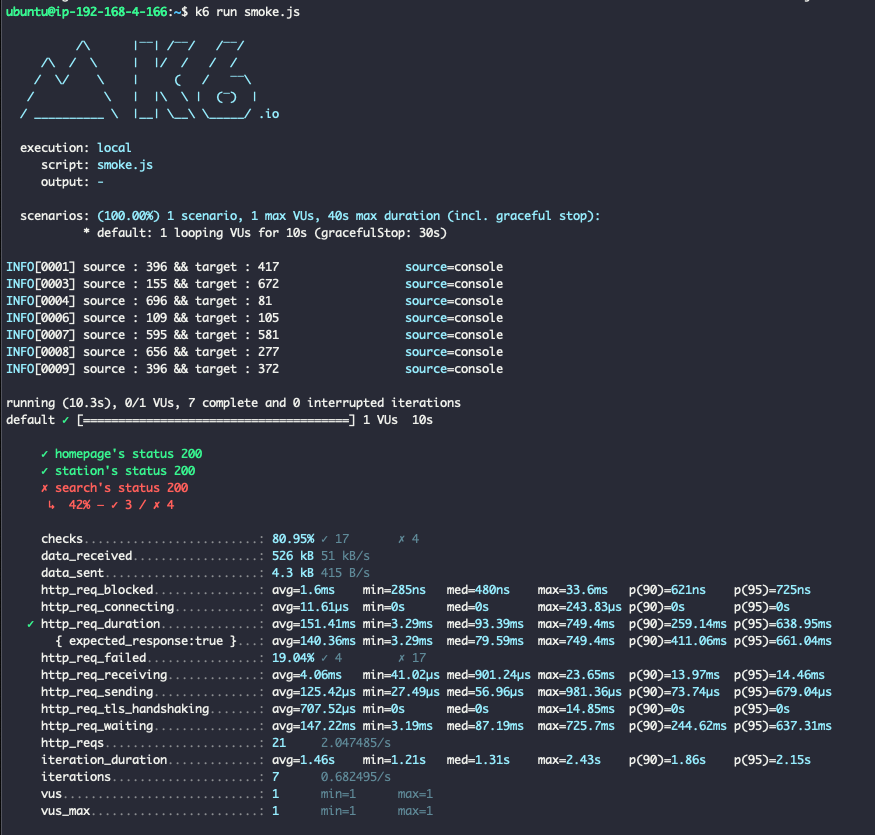 ubuntu@ip-192-168-4-166:~$ k6 run smoke.js
.io
execution: local
script: smoke.js
output: -
scenarios: (100.00%) 1 scenario, 1 max VUs, 40s max duration (incl. graceful stop):
* default: 1 looping VUs for 10s (gracefulStop: 30s)
INFO[0001] source : 396 && target : 417 source=console
INFO[0003] source : 155 && target : 672 source=console
INFO[0004] source : 696 && target : 81 source=console
INFO[0006] source : 109 && target : 105 source=console
INFO[0007] source : 595 && target : 581 source=console
INFO[0008] source : 656 && target : 277 source=console
INFO[0009] source : 396 && target : 372 source=console
running (10.3s), 0/1 VUs, 7 complete and 0 interrupted iterations
default ✓ [======================================] 1 VUs 10s
✓ homepage's status 200
✓ station's status 200
✗ search's status 200
↳ 42% — ✓ 3 / ✗ 4
checks.........................: 80.95% ✓ 17 ✗ 4
data_received..................: 526 kB 51 kB/s
data_sent......................: 4.3 kB 415 B/s
http_req_blocked...............: avg=1.6ms min=285ns med=480ns max=33.6ms p(90)=621ns p(95)=725ns
http_req_connecting............: avg=11.61µs min=0s med=0s max=243.83µs p(90)=0s p(95)=0s
✓ http_req_duration..............: avg=151.41ms min=3.29ms med=93.39ms max=749.4ms p(90)=259.14ms p(95)=638.95ms
{ expected_response:true }...: avg=140.36ms min=3.29ms med=79.59ms max=749.4ms p(90)=411.06ms p(95)=661.04ms
http_req_failed................: 19.04% ✓ 4 ✗ 17
http_req_receiving.............: avg=4.06ms min=41.02µs med=901.24µs max=23.65ms p(90)=13.97ms p(95)=14.46ms
http_req_sending...............: avg=125.42µs min=27.49µs med=56.96µs max=981.36µs p(90)=73.74µs p(95)=679.04µs
http_req_tls_handshaking.......: avg=707.52µs min=0s med=0s max=14.85ms p(90)=0s p(95)=0s
http_req_waiting...............: avg=147.22ms min=3.19ms med=87.19ms max=725.7ms p(90)=244.62ms p(95)=637.31ms
http_reqs......................: 21 2.047485/s
iteration_duration.............: avg=1.46s min=1.21s med=1.31s max=2.43s p(90)=1.86s p(95)=2.15s
iterations.....................: 7 0.682495/s
vus............................: 1 min=1 max=1
vus_max........................: 1 min=1 max=1